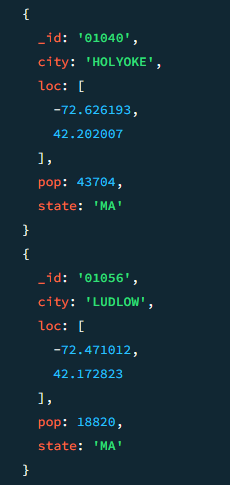 {
  _id: '01040',
  city: 'HOLYOKE',
  loc: [
    -72.626193,
    42.202007
  ],
  pop: 43704,
  state: 'MA'
}
{
  _id: '01056',
  city: 'LUDLOW',
  loc: [
    -72.471012,
    42.172823
  ],
  pop: 18820,
  state: 'MA'
}